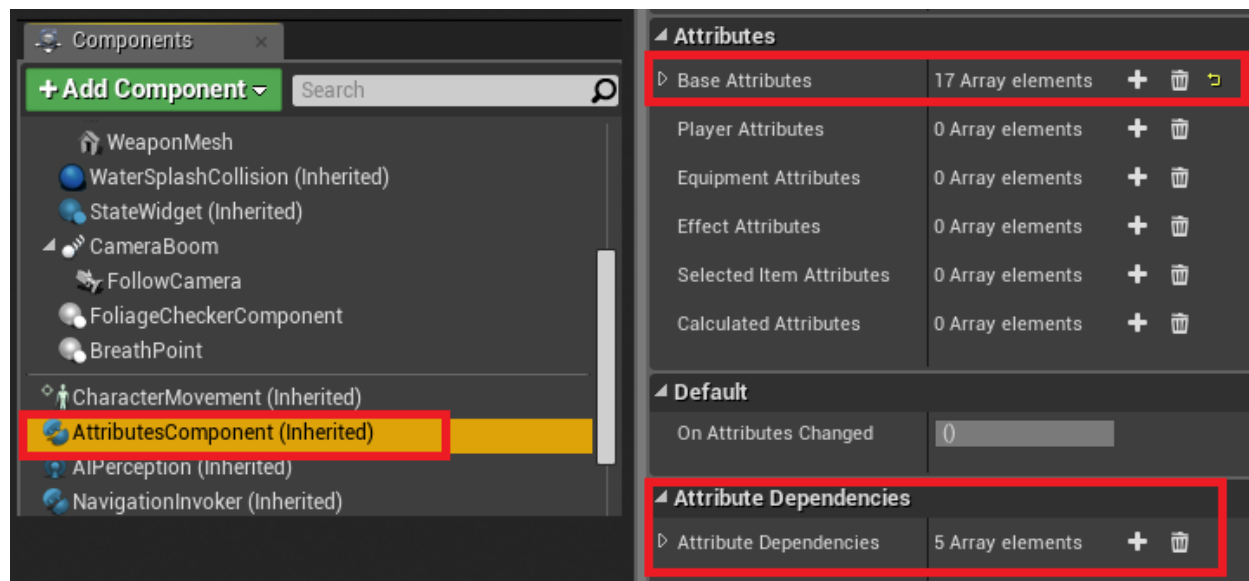 Components
+ Add Component
Search
WeaponMesh
WaterSplashCollision (Inherited)
StateWidget (Inherited)
CameraBoom
FollowCamera
FoliageCheckerComponent
BreathPoint
CharacterMovement (Inherited)
AttributesComponent (Inherited)
AIPerception (Inherited)
NavigationInvoker (Inherited)
Attributes
Base Attributes 17 Array elements
Player Attributes 0 Array elements
Equipment Attributes 0 Array elements
Effect Attributes 0 Array elements
Selected Item Attributes 0 Array elements
Calculated Attributes 0 Array elements
Default
On Attributes Changed ()
Attribute Dependencies
Attribute Dependencies 5 Array elements